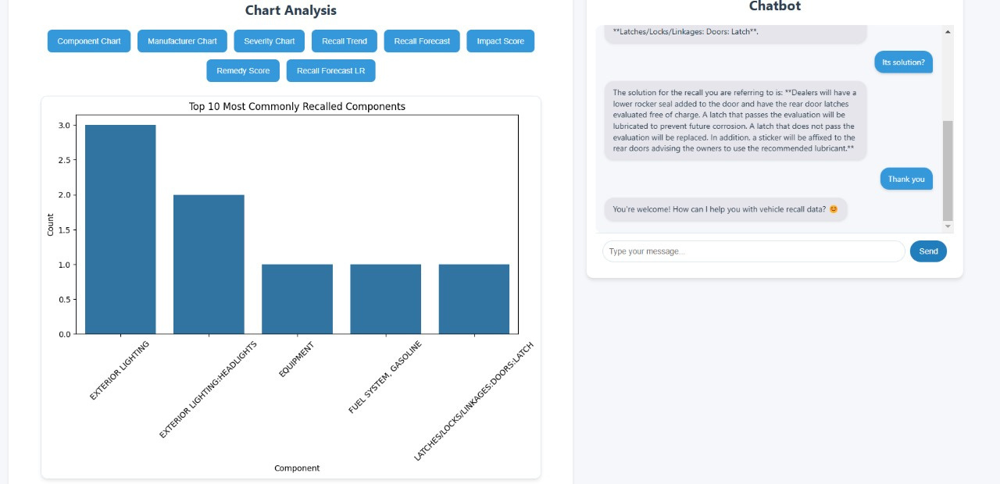 Chart Analysis
Component Chart
Manufacturer Chart
Severity Chart
Recall Trend
Recall Forecast
Impact Score
Remedy Score
Recall Forecast LR
Top 10 Most Commonly Recalled Components
3.0
2.5
2.0
1.5
1.0
0.5
0.0
Count
EXTERIOR LIGHTING
EXTERIOR LIGHTING:HEADLIGHTS
EQUIPMENT
FUEL SYSTEM, GASOLINE
LATCHES/LOCKS/LINKAGES:DOORS:LATCH
Component
Chatbot
**Latches/Locks/Linkages: Doors: Latch**.
Its solution?
The solution for the recall you are referring to is: **Dealers will have a
lower rocker seal added to the door and have the rear door latches
evaluated free of charge. A latch that passes the evaluation will be
lubricated to prevent future corrosion. A latch that does not pass the
evaluation will be replaced. In addition, a sticker will be affixed to the
rear doors advising the owners to use the recommended lubricant.**
Thank you
You're welcome! How can I help you with vehicle recall data? 😊
Type your message...
Send